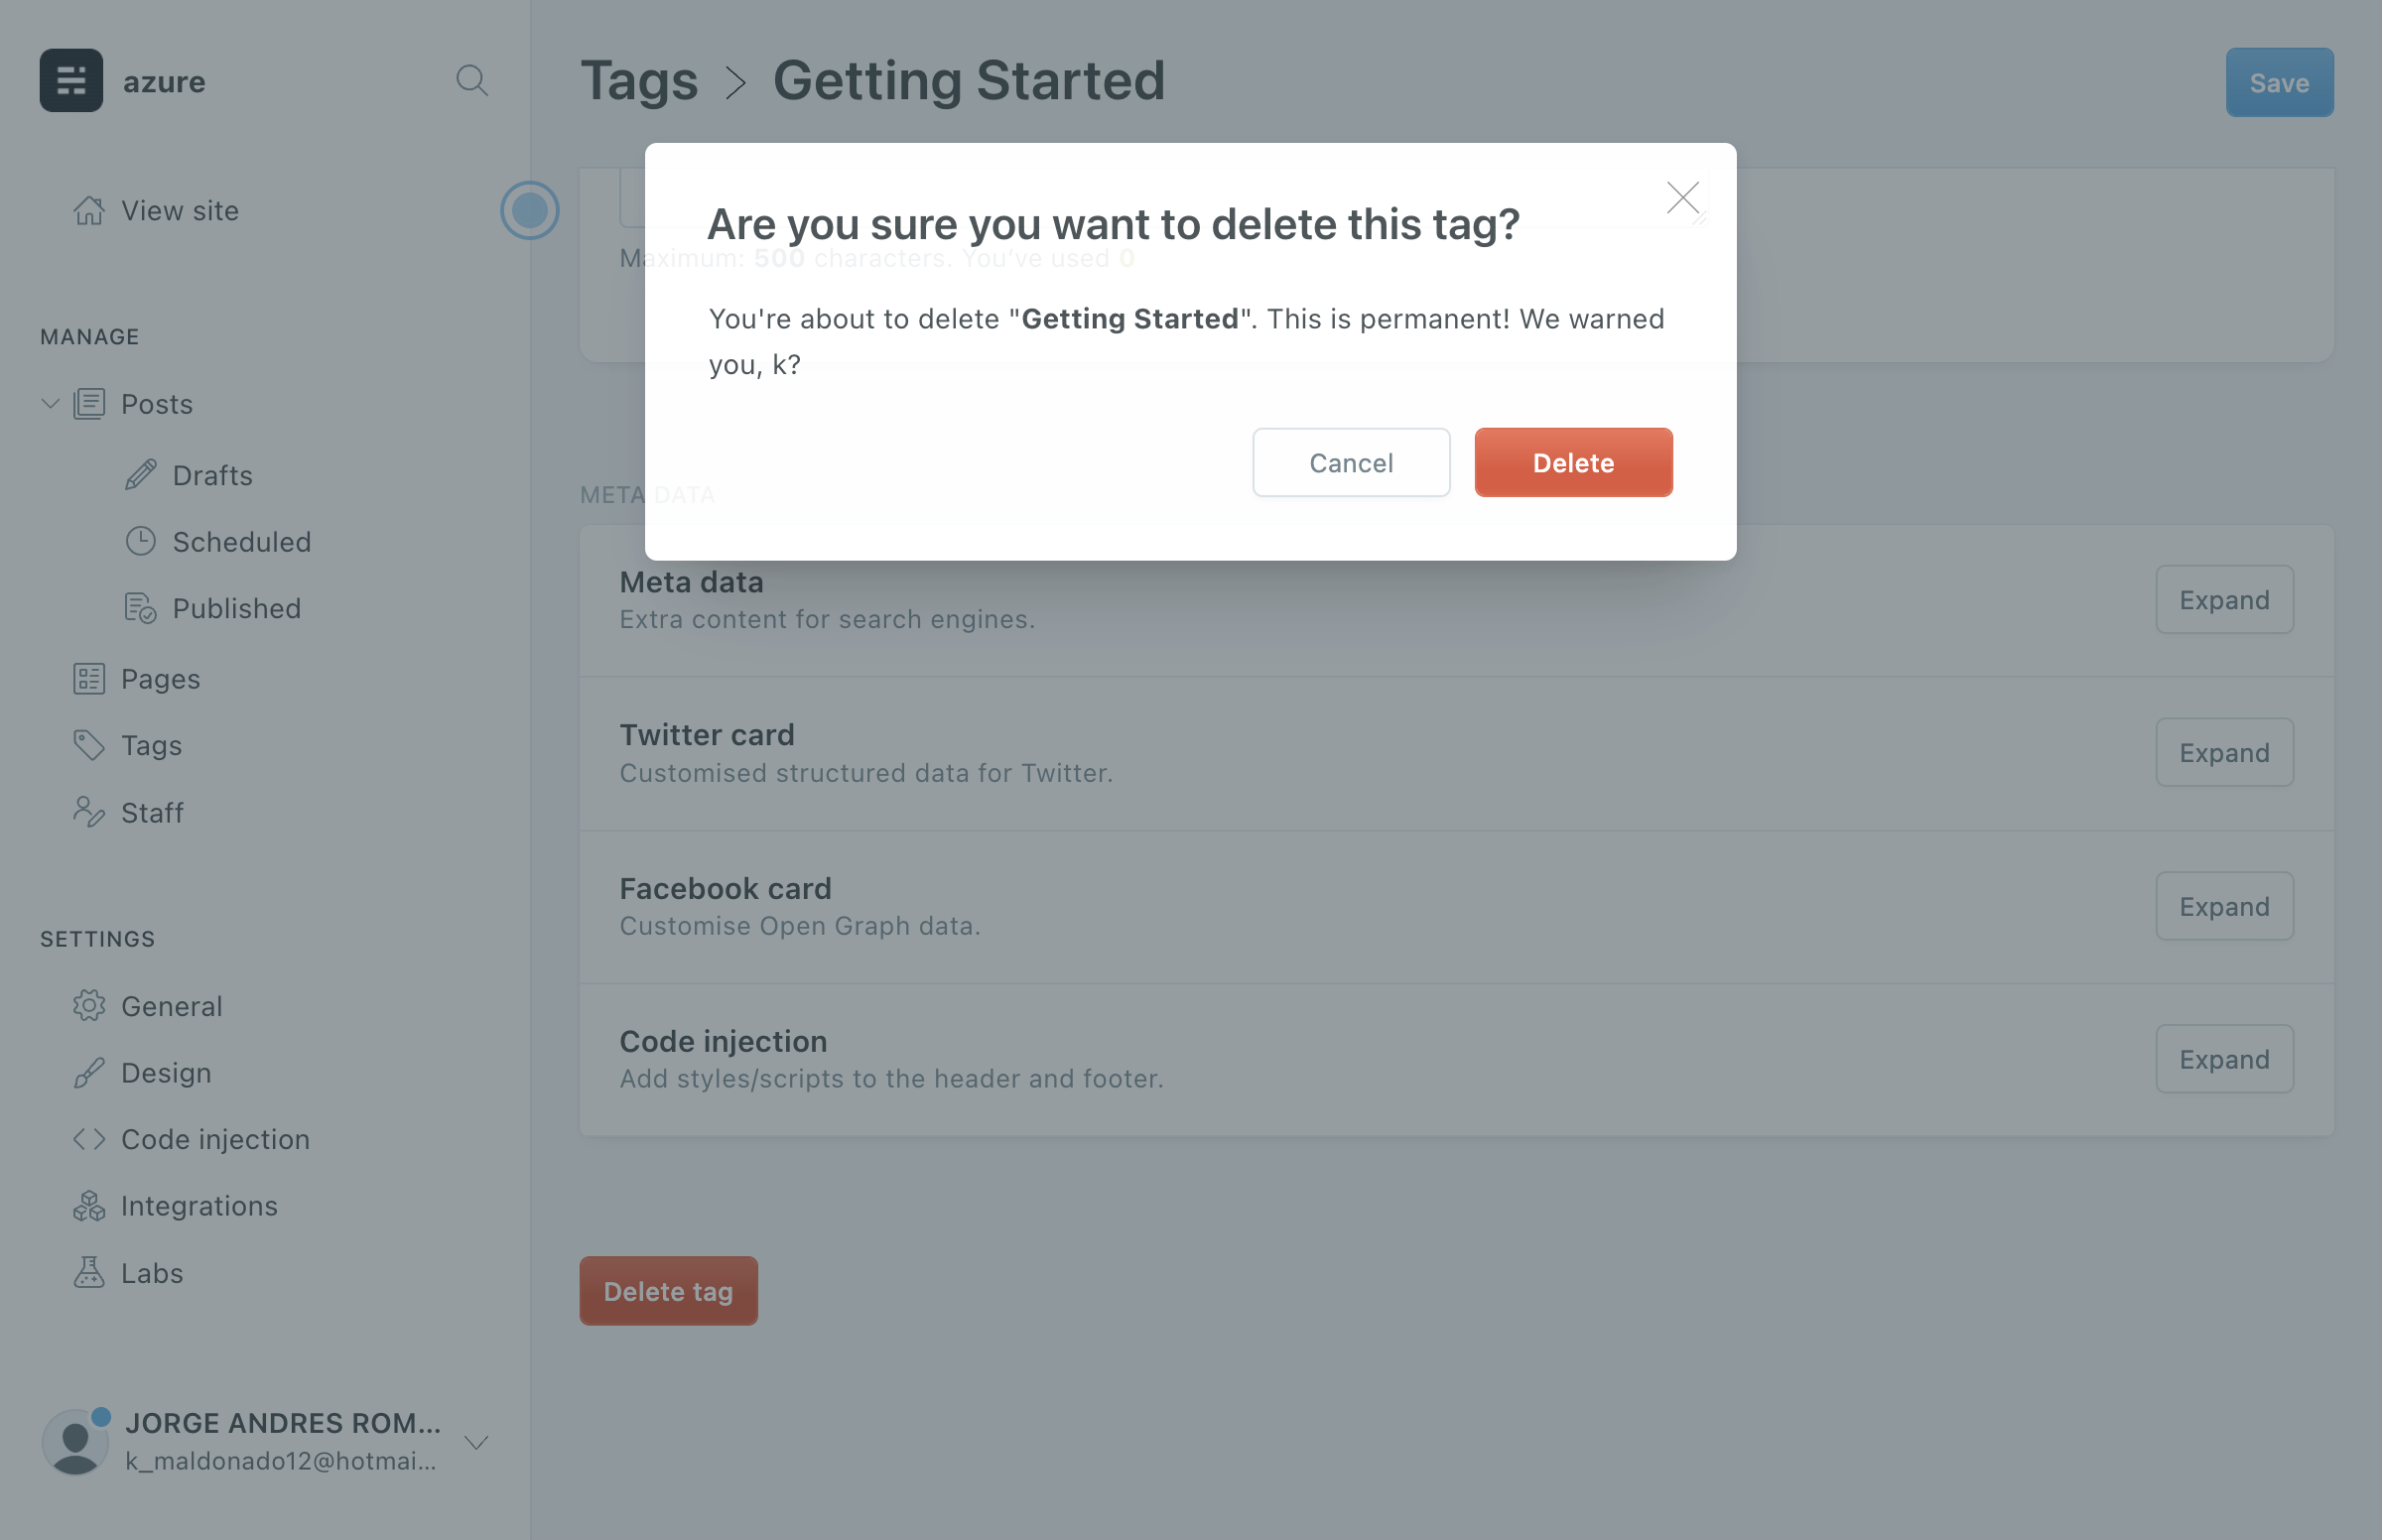 azure
View site
MANAGE
Posts
Drafts
Scheduled
Published
Pages
Tags
Staff
SETTINGS
General
Design
Code injection
Integrations
Labs
JORGE ANDRES ROM...
k_maldonado12@hotmai...
Tags > Getting Started
Save
Are you sure you want to delete this tag?
Maximum: 500 characters. You've used 0
You're about to delete "Getting Started". This is permanent! We warned
you, k?
Cancel
Delete
META DATA
Meta data
Extra content for search engines.
Expand
Twitter card
Customised structured data for Twitter.
Expand
Facebook card
Customise Open Graph data.
Expand
Code injection
Add styles/scripts to the header and footer.
Expand
Delete tag